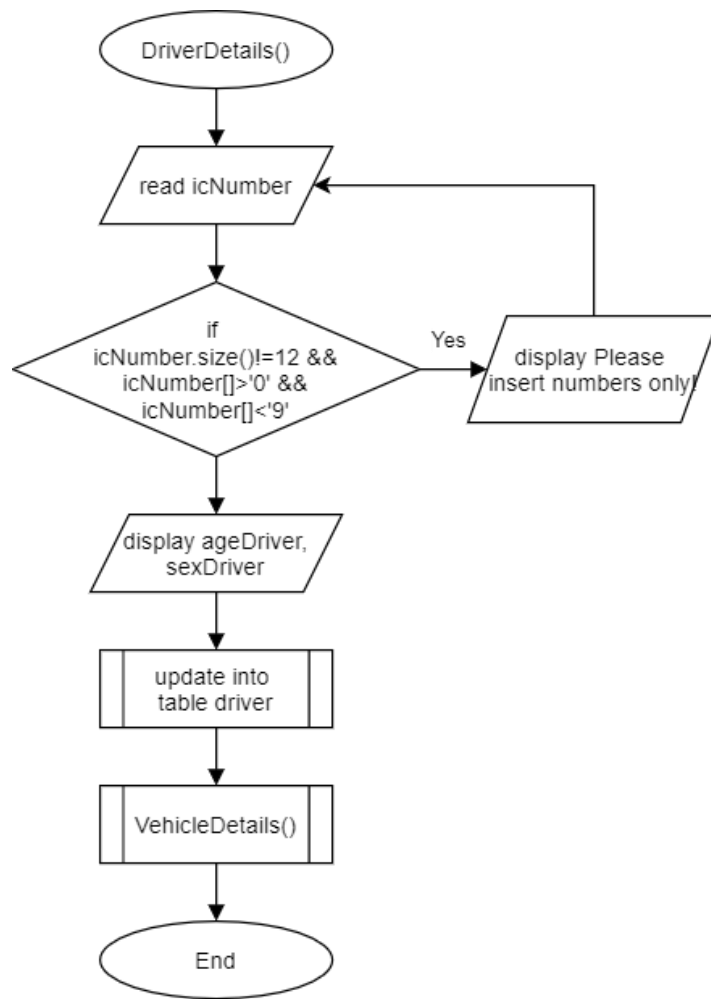 DriverDetails()
read icNumber
if
icNumber.size()!=12 &&
icNumber[]>'0' &&
icNumber[]<'9'
Yes
display Please
insert numbers only!
display ageDriver,
sexDriver
update into
table driver
VehicleDetails()
End